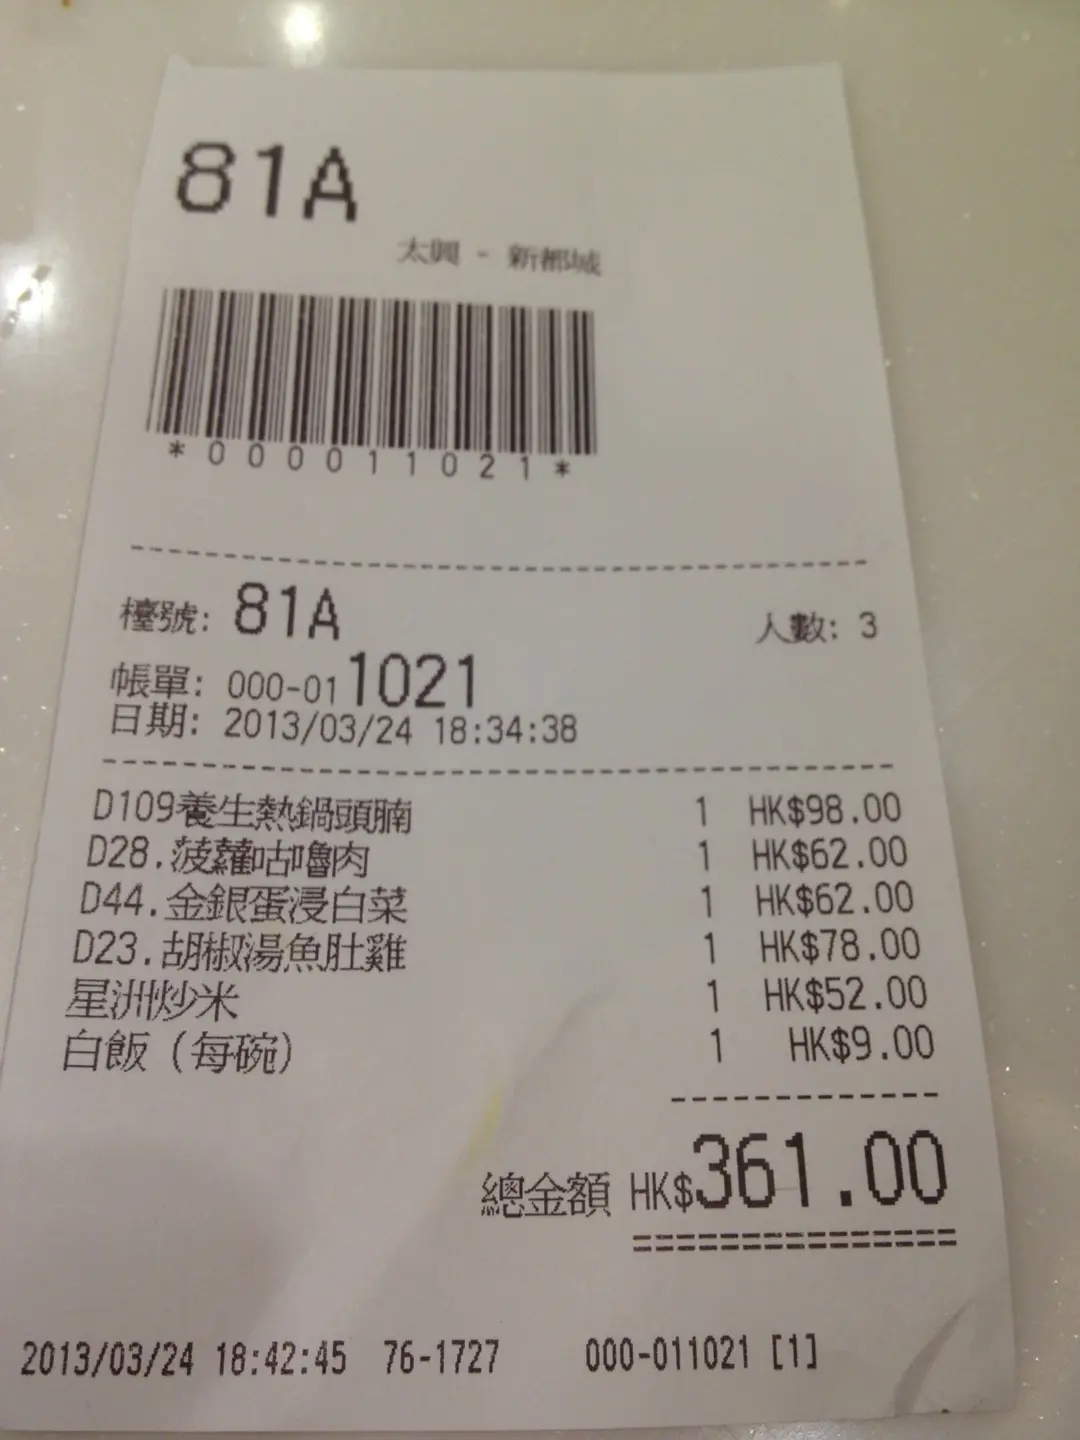 81A
太興 - 新都城
*000011021*
檯號: 81A 人數: 3
帳單: 000-011021
日期: 2013/03/24 18:34:38
D109養生熱鍋頭腩 1 HK$98.00
D28.菠蘿咕嚕肉 1 HK$62.00
D44.金銀蛋浸白菜 1 HK$62.00
D23.胡椒湯魚肚雞 1 HK$78.00
星洲炒米 1 HK$52.00
白飯(每碗) 1 HK$9.00
總金額 HK$361.00
2013/03/24 18:42:45 76-1727 000-011021 [1]